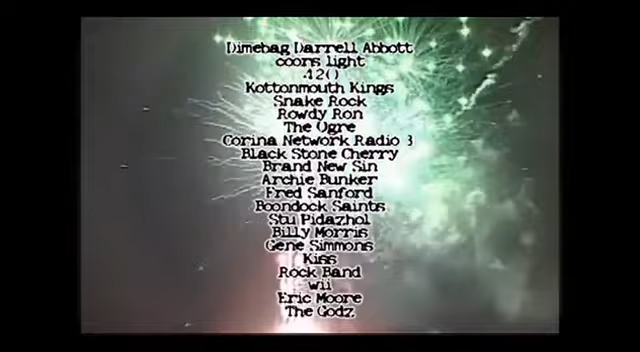 Dimebag Darrell Abbott
coors light
420
Kottonmouth Kings
Snake Rock
Rowdy Ron
The Ogre
Corina Network Radio 3
Black Stone Cherry
Brand New Sin
Archie Bunker
Fred Sanford
Boondock Saints
Stu Pidazhol
Billy Morris
Gene Simmons
Kiss
Rock Band
wii
Eric Moore
The Godz